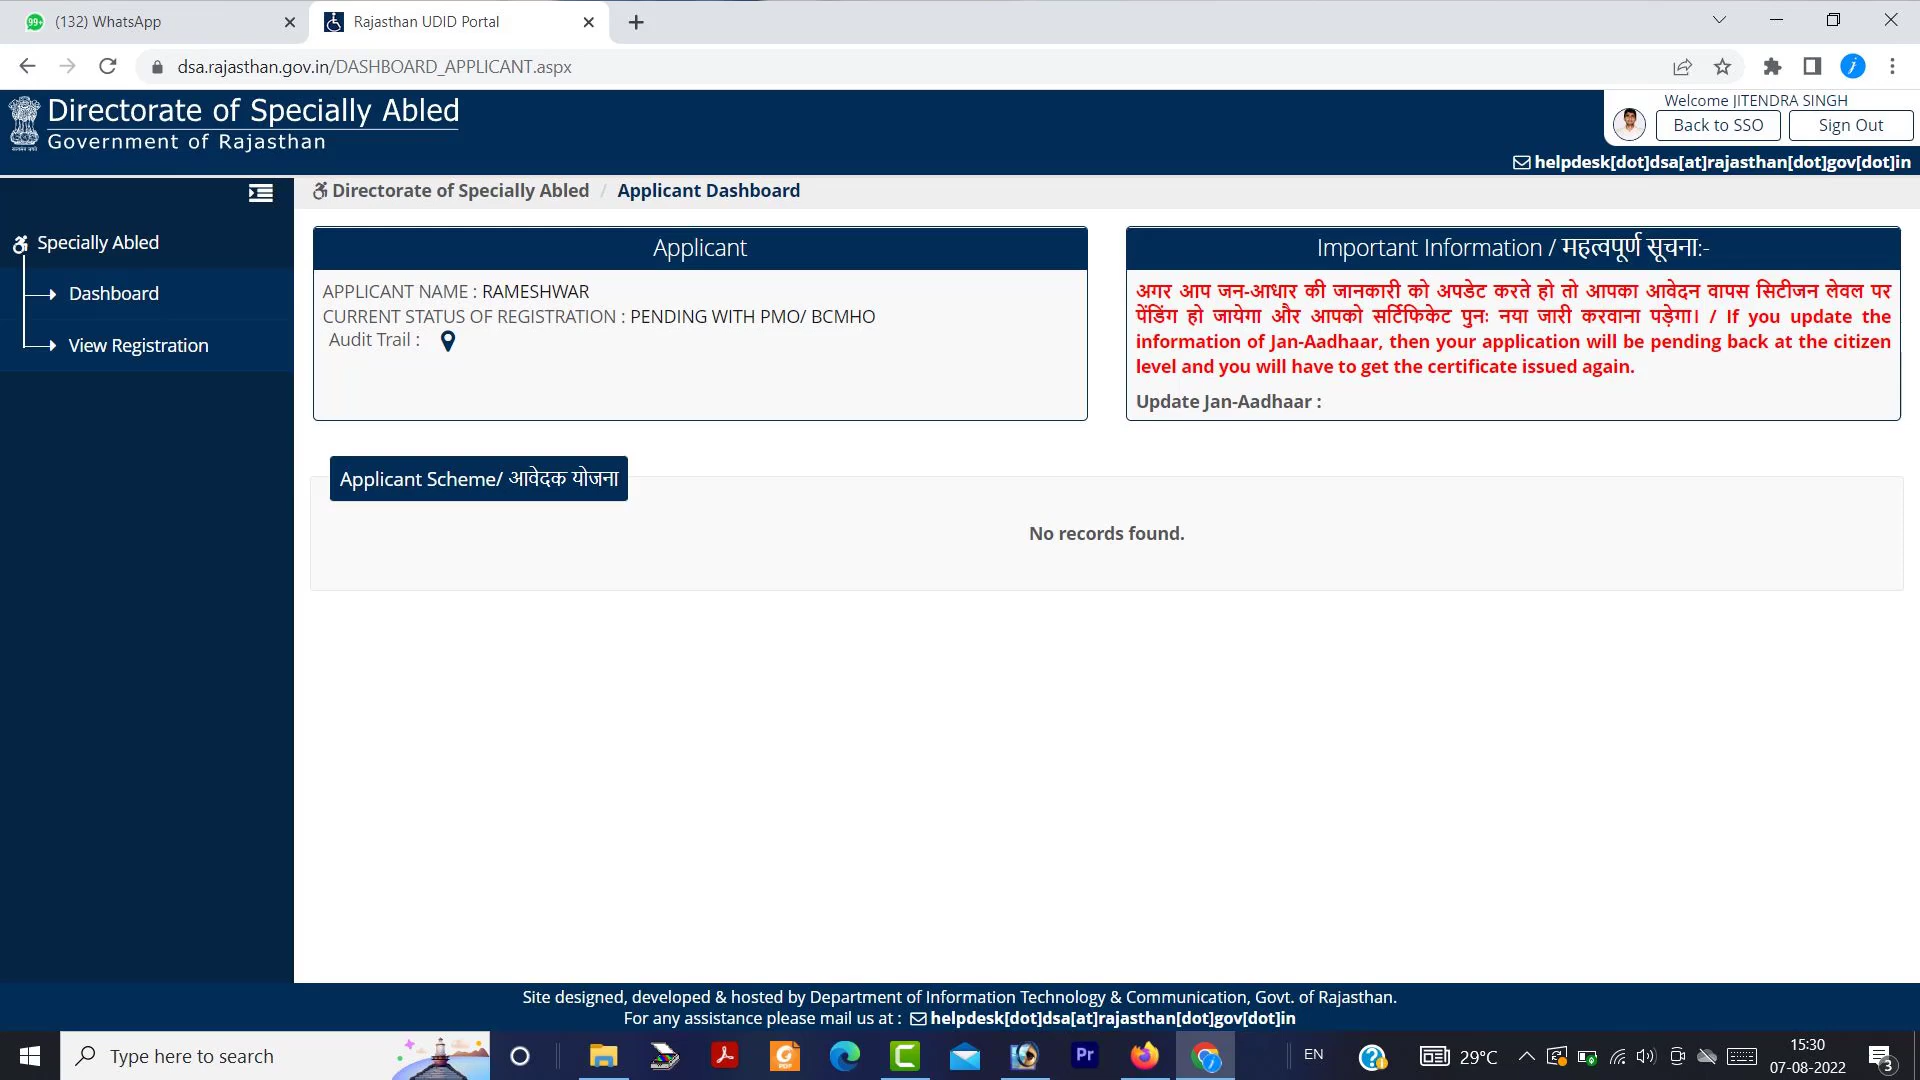 (132) WhatsApp
Rajasthan UDID Portal
dsa.rajasthan.gov.in/DASHBOARD_APPLICANT.aspx
Directorate of Specially Abled
Government of Rajasthan
Welcome JITENDRA SINGH
Back to SSO
Sign Out
helpdesk[dot]dsa[at]rajasthan[dot]gov[dot]in
Directorate of Specially Abled / Applicant Dashboard
Specially Abled
Dashboard
View Registration
Applicant
APPLICANT NAME : RAMESHWAR
CURRENT STATUS OF REGISTRATION : PENDING WITH PMO/ BCMHO
Audit Trail :
Important Information / महत्वपूर्ण सूचना:-
अगर आप जन-आधार की जानकारी को अपडेट करते हो तो आपका आवेदन वापस सिटीजन लेवल पर
पेंडिंग हो जायेगा और आपको सर्टिफिकेट पुनः नया जारी करवाना पड़ेगा। / If you update the
information of Jan-Aadhaar, then your application will be pending back at the citizen
level and you will have to get the certificate issued again.
Update Jan-Aadhaar :
Applicant Scheme/ आवेदक योजना
No records found.
Site designed, developed & hosted by Department of Information Technology & Communication, Govt. of Rajasthan.
For any assistance please mail us at : helpdesk[dot]dsa[at]rajasthan[dot]gov[dot]in
Type here to search
Pr
EN
29°C
15:30
07-08-2022
3